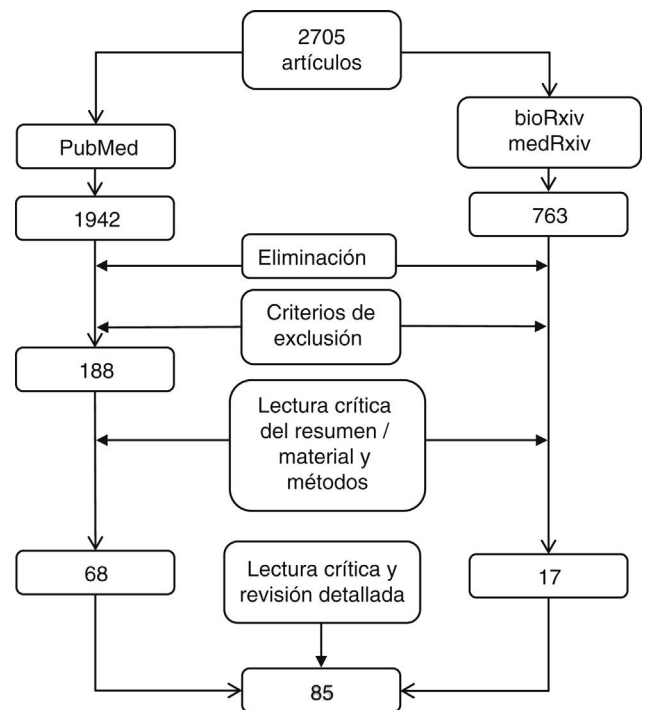 2705
artículos
PubMed
bioRxiv
medRxiv
1942
763
Eliminación
Criterios de
exclusión
188
Lectura crítica
del resumen /
material y
métodos
68
Lectura crítica y
revisión detallada
17
85